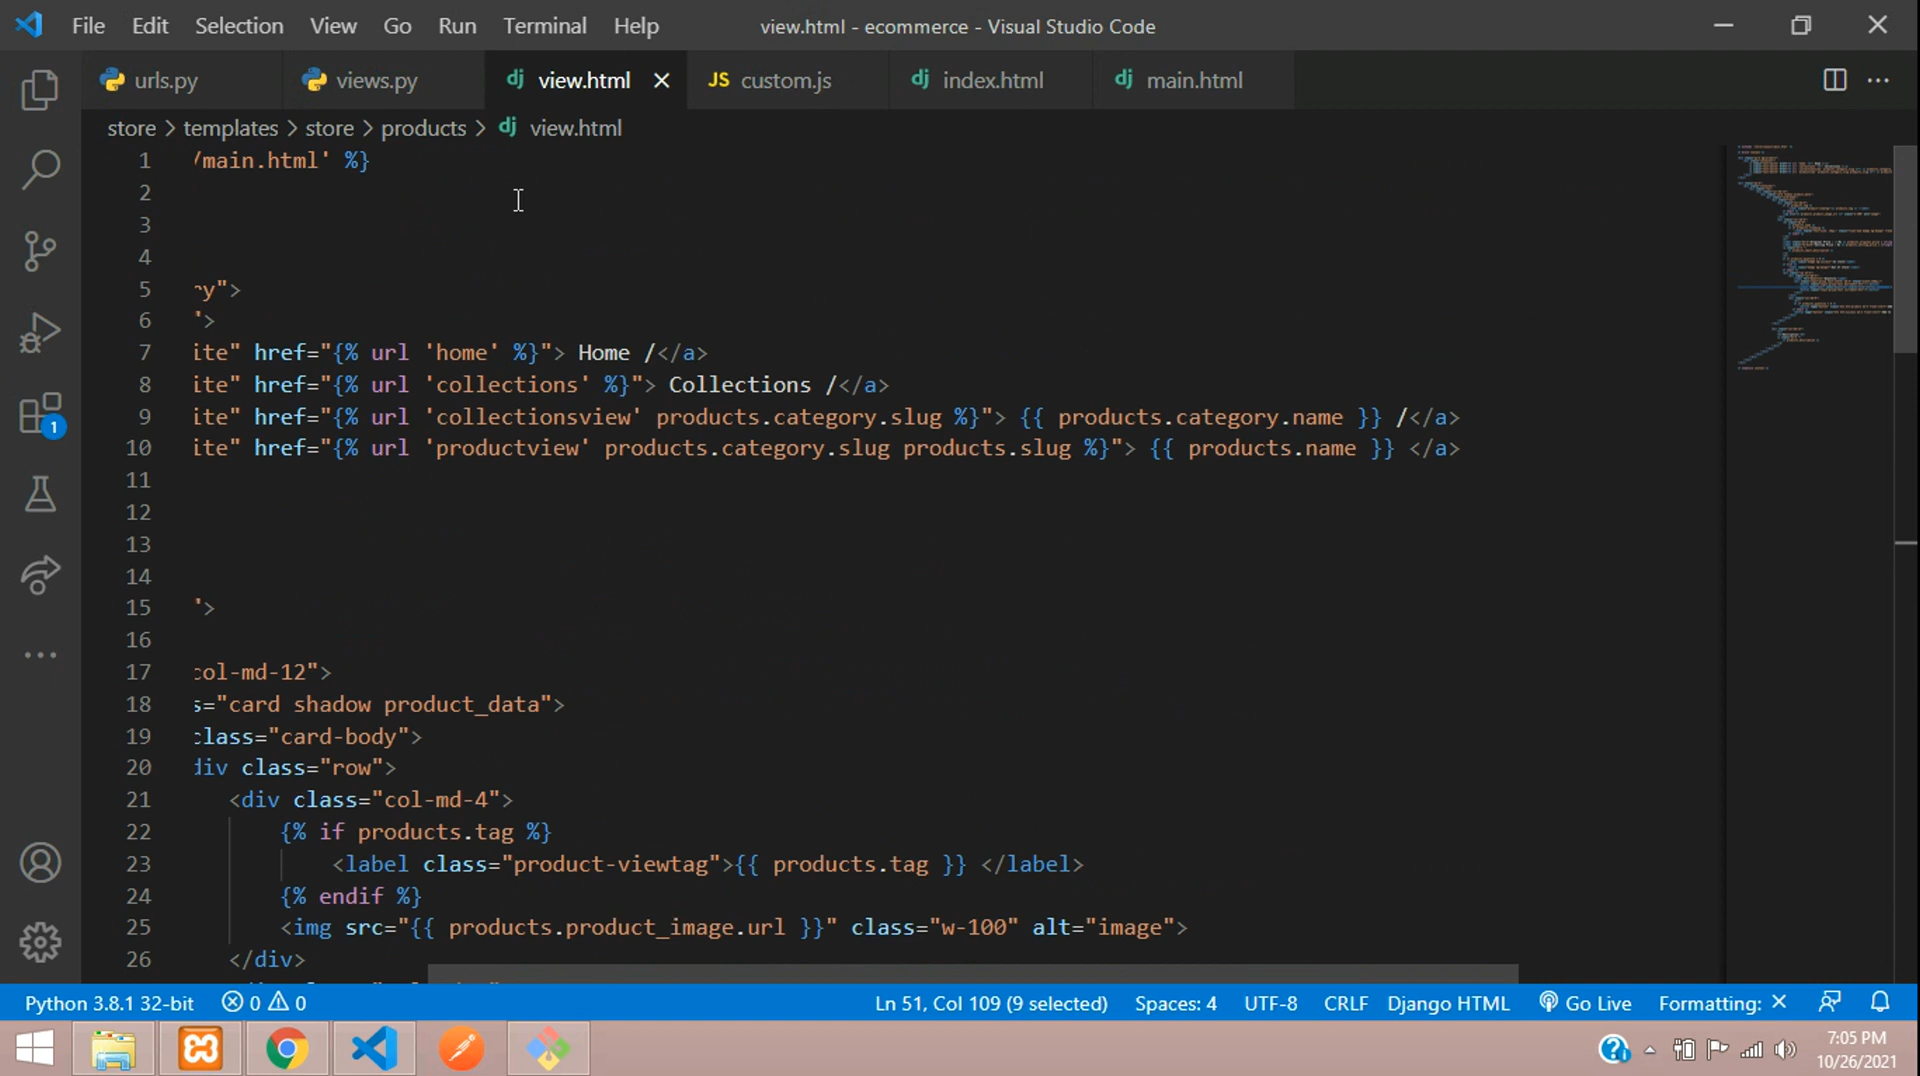 File Edit Selection View Go Run Terminal Help view.html - ecommerce - Visual Studio Code
urls.py views.py dj view.html JS custom.js dj index.html dj main.html
store > templates > store > products > dj view.html
1 /main.html' %}
2
3
4
5 ry">
6 ">
7 ite" href="{% url 'home' %}"> Home /</a>
8 ite" href="{% url 'collections' %}"> Collections /</a>
9 ite" href="{% url 'collectionsview' products.category.slug %}"> {{ products.category.name }} /</a>
10 ite" href="{% url 'productview' products.category.slug products.slug %}"> {{ products.name }} </a>
11
12
13
14
15 ">
16
17 col-md-12">
18 s="card shadow product_data">
19 class="card-body">
20 div class="row">
21 <div class="col-md-4">
22 {% if products.tag %}
23 <label class="product-viewtag">{{ products.tag }} </label>
24 {% endif %}
25 <img src="{{ products.product_image.url }}" class="w-100" alt="image">
26 </div>
1
Python 3.8.1 32-bit 0 0 Ln 51, Col 109 (9 selected) Spaces: 4 UTF-8 CRLF Django HTML Go Live Formatting: ×
7:05 PM
10/26/2021